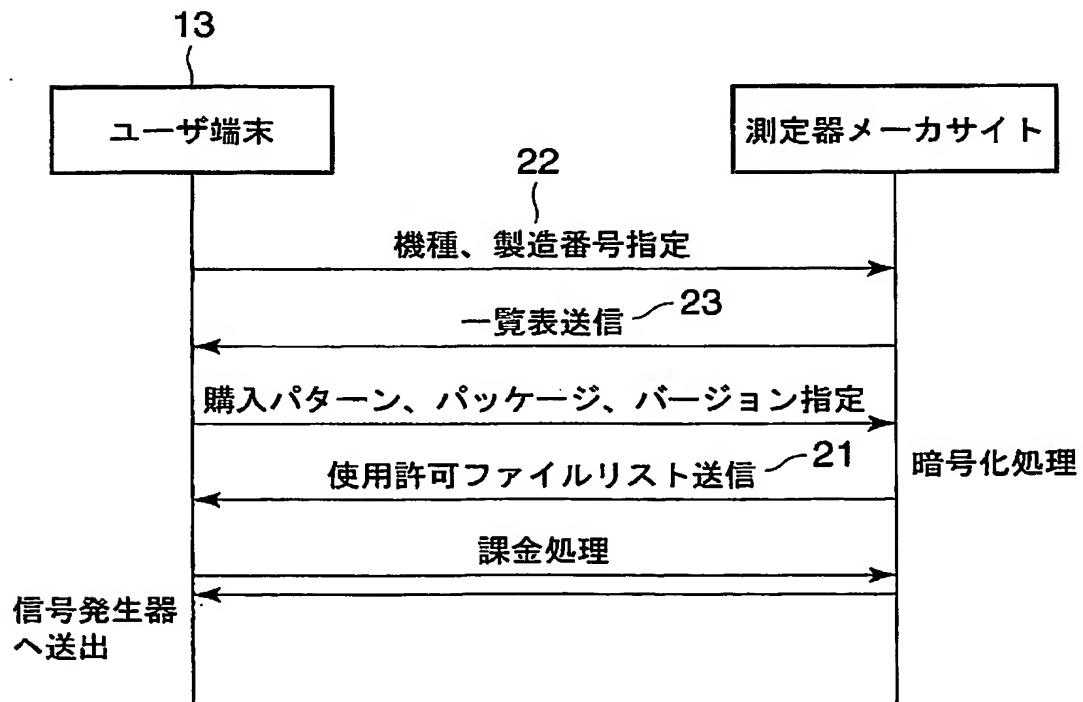 13
ユーザ端末
測定器メーカサイト
22
機種、製造番号指定
一覧表送信
23
購入パターン、パッケージ、バージョン指定
使用許可ファイルリスト送信
21
暗号化処理
課金処理
信号発生器
へ送出